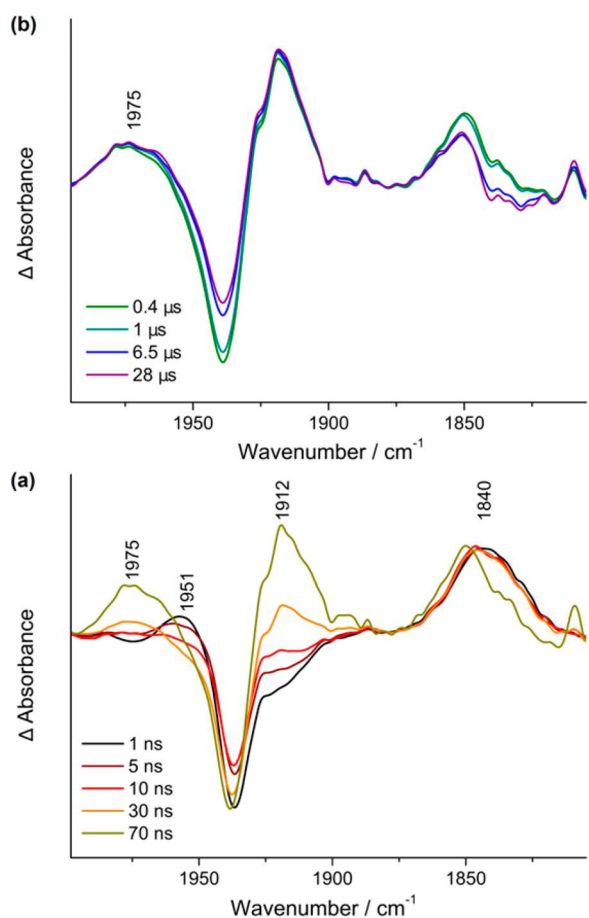 (b)
1975
Δ Absorbance
0.4 μs
1 μs
6.5 μs
28 μs
1950 1900 1850
Wavenumber / cm⁻¹
(a)
1975
1951
1912
1840
Δ Absorbance
1 ns
5 ns
10 ns
30 ns
70 ns
1950 1900 1850
Wavenumber / cm⁻¹